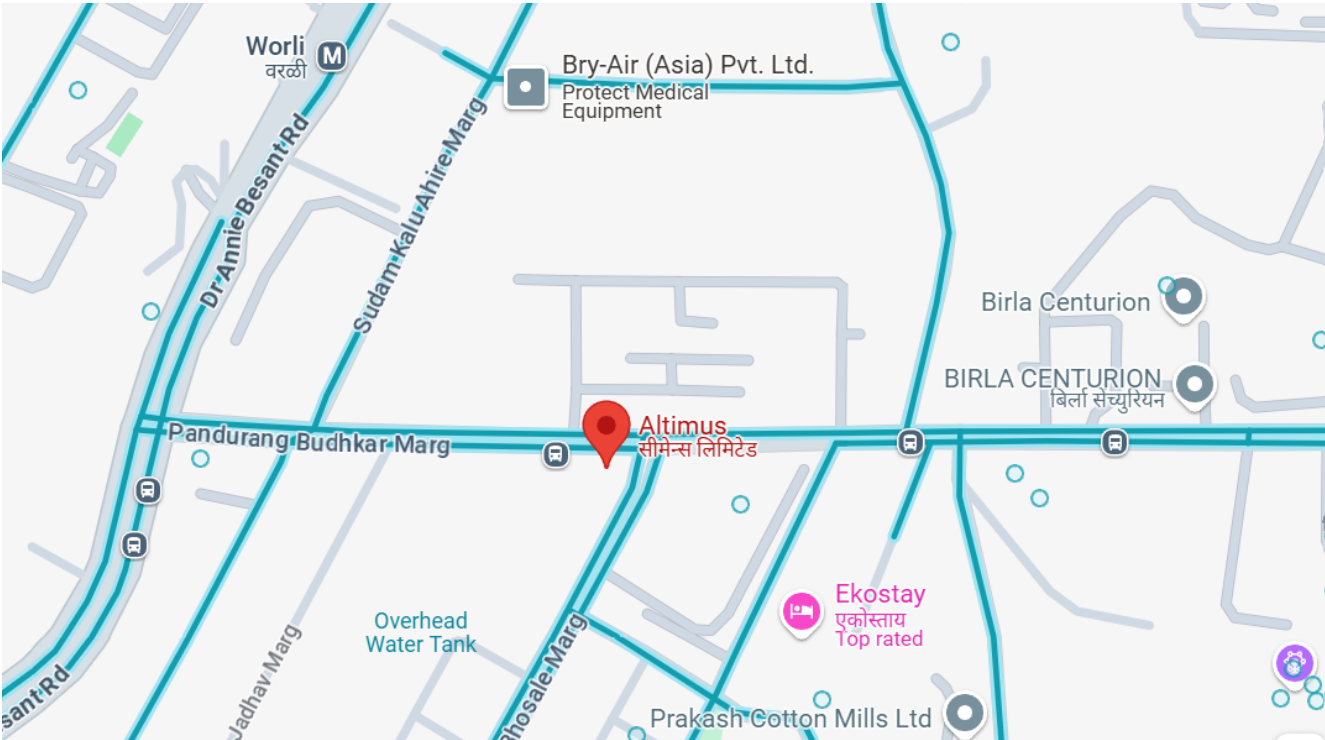 Worli
वरळी
M
Bry-Air (Asia) Pvt. Ltd.
Protect Medical
Equipment
Dr Annie Besant Rd
Sudam Kalu Ahire Marg
Birla Centurion
BIRLA CENTURION
बिर्ला सेंच्युरियन
Altimus
सीमेन्स लिमिटेड
Pandurang Budhkar Marg
Ekostay
एकोस्ताय
Top rated
Overhead
Water Tank
Jadhav Marg
Bhosale Marg
sant Rd
Prakash Cotton Mills Ltd